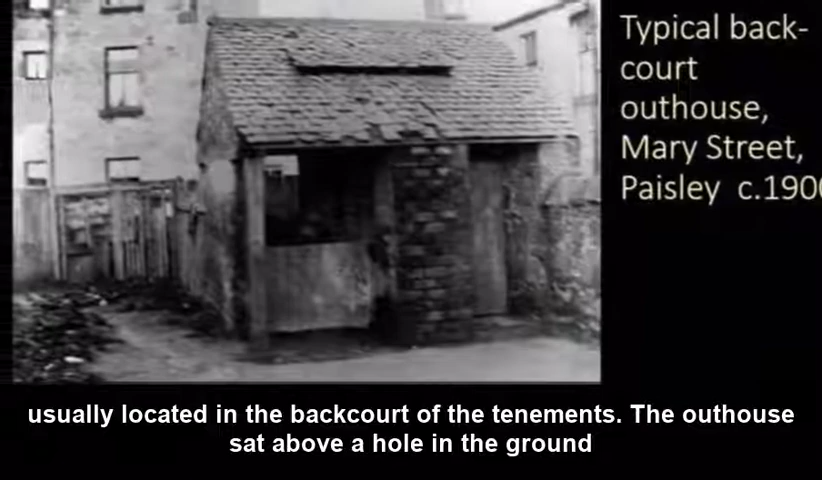 Typical back-
court
outhouse,
Mary Street,
Paisley c.190
usually located in the backcourt of the tenements. The outhouse
sat above a hole in the ground